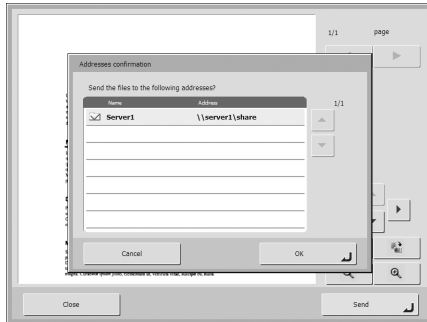 1/1 page
Addresses confirmation
Send the files to the following addresses?
Name Address
1/1
Server1 \\server1\share
Cancel
OK
Close
Send